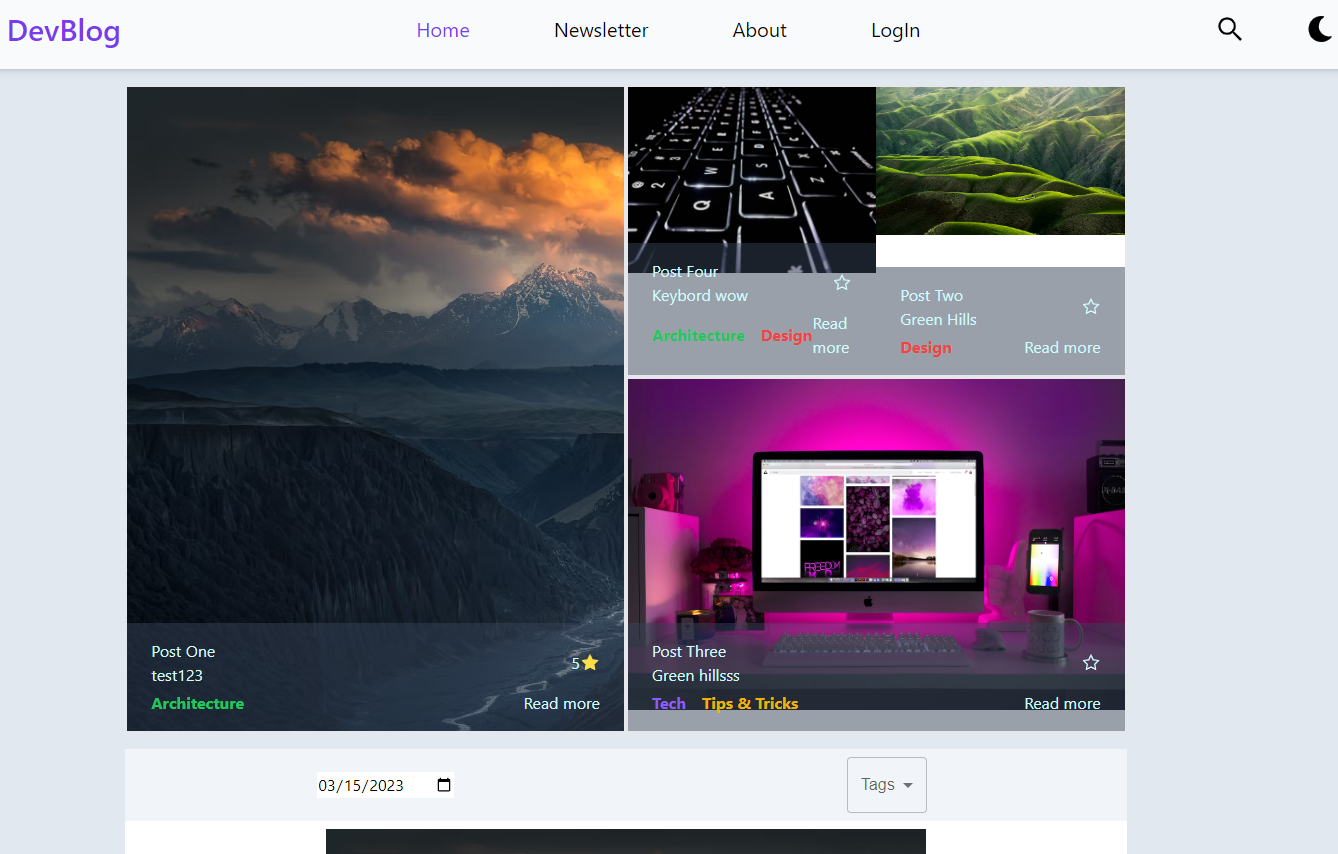 DevBlog
Home
Newsletter
About
LogIn
Post One
test123
5
Architecture
Read more
Post Four
Keybord wow
Architecture
Design
Read
more
Post Two
Green Hills
Design
Read more
Post Three
Green hillsss
Tech
Tips & Tricks
Read more
03/15/2023
Tags